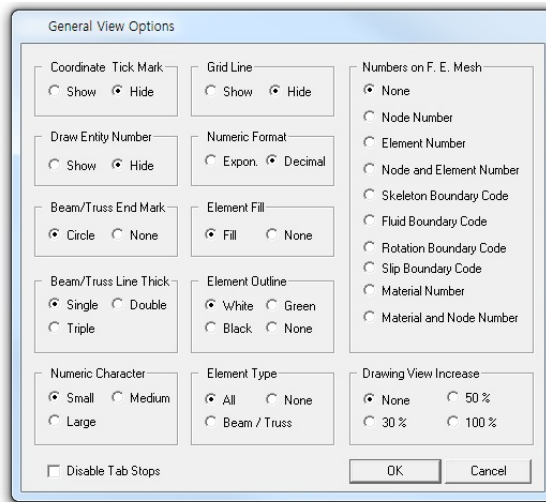 General View Options
Coordinate Tick Mark
Show Hide
Grid Line
Show Hide
Numbers on F. E. Mesh
None
Node Number
Element Number
Node and Element Number
Skeleton Boundary Code
Fluid Boundary Code
Rotation Boundary Code
Slip Boundary Code
Material Number
Material and Node Number
Draw Entity Number
Show Hide
Numeric Format
Expon. Decimal
Beam/Truss End Mark
Circle None
Element Fill
Fill None
Beam/Truss Line Thick
Single Double
Triple
Element Outline
White Green
Black None
Numeric Character
Small Medium
Large
Element Type
All None
Beam / Truss
Drawing View Increase
None 50 %
30 % 100 %
Disable Tab Stops
OK Cancel